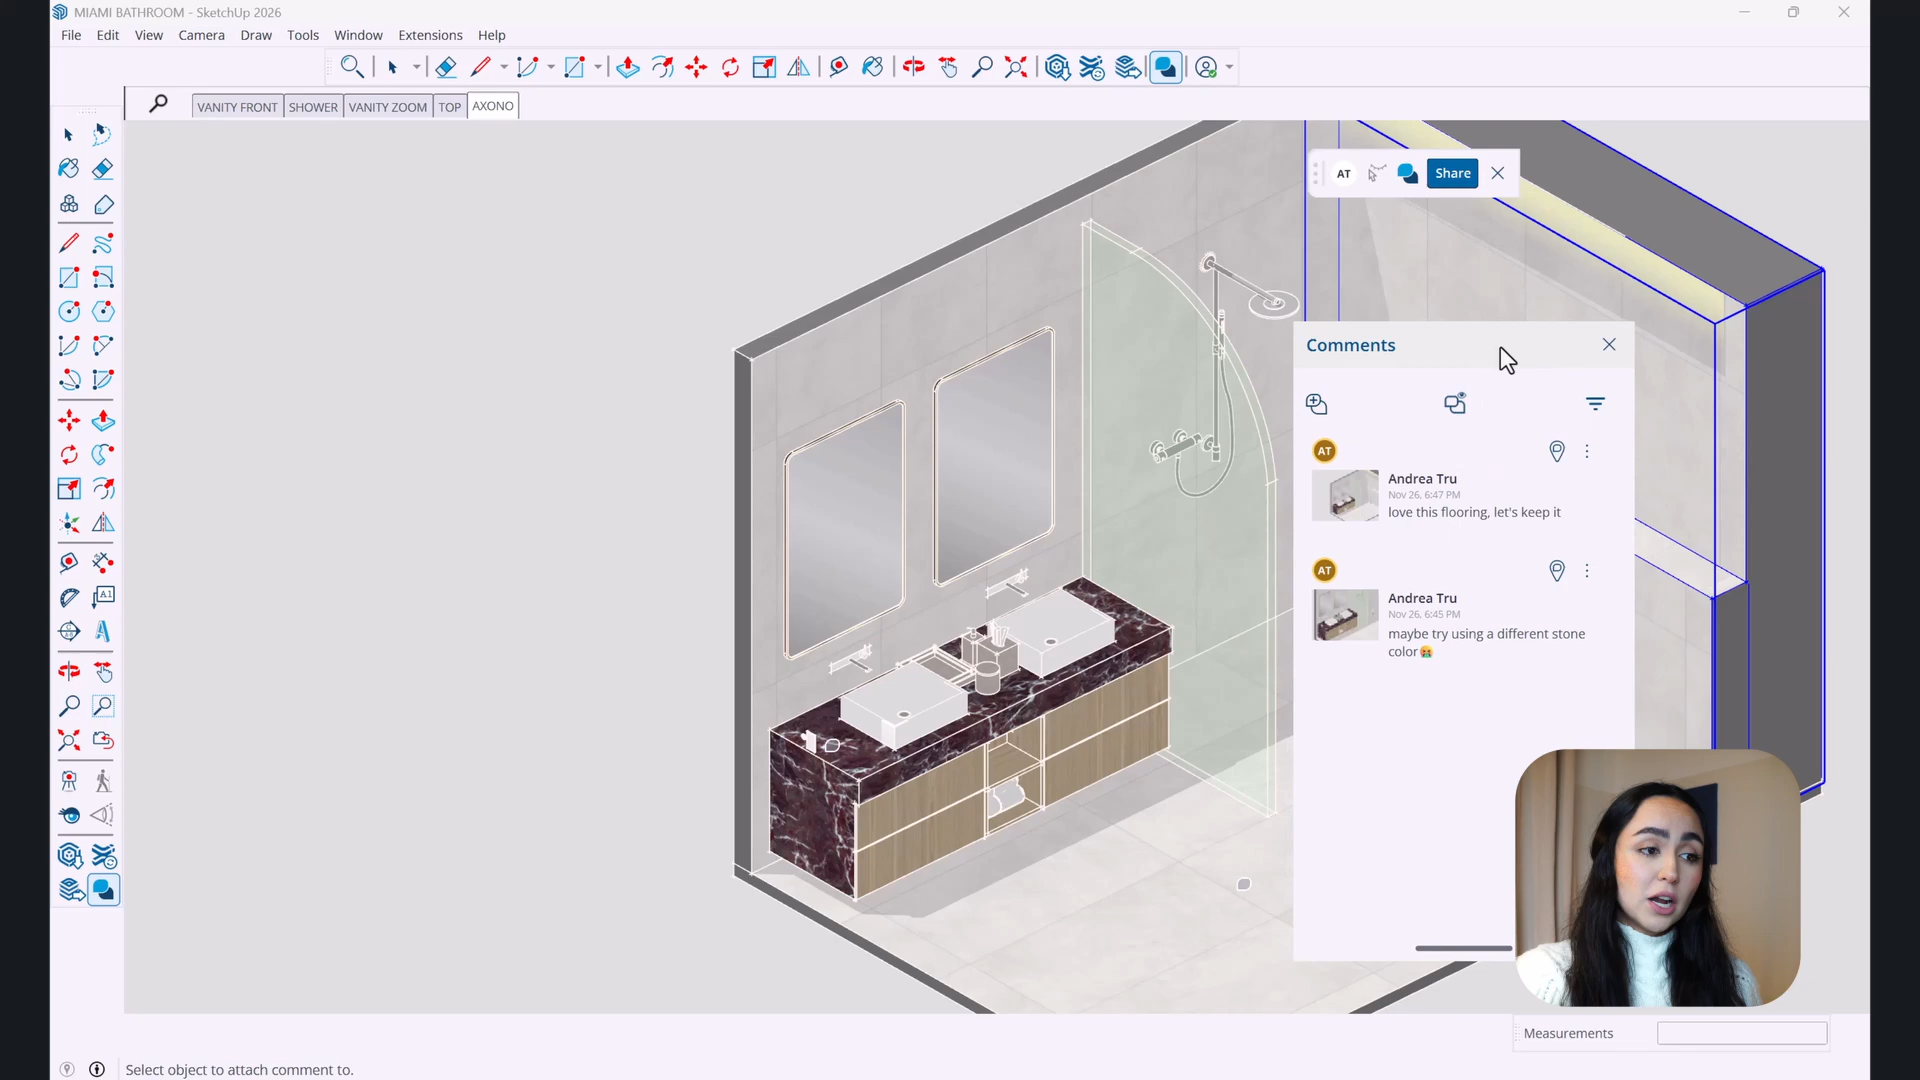 MIAMI BATHROOM - SketchUp 2026
File Edit View Camera Draw Tools Window Extensions Help
VANITY FRONT SHOWER VANITY ZOOM TOP AXONO
AT Share
Comments
AT
Andrea Tru
Nov 26, 6:47 PM
love this flooring, let's keep it
AT
Andrea Tru
Nov 26, 6:45 PM
maybe try using a different stone
color🤮
A1
A
Measurements
Select object to attach comment to.